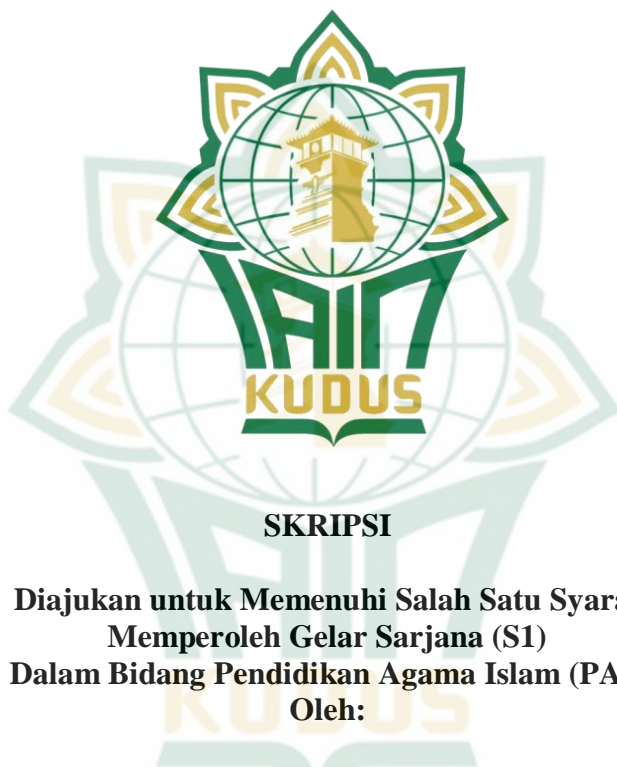 IAIN
KUDUS
SKRIPSI
Diajukan untuk Memenuhi Salah Satu Syara
Memperoleh Gelar Sarjana (S1)
Dalam Bidang Pendidikan Agama Islam (PA
Oleh: